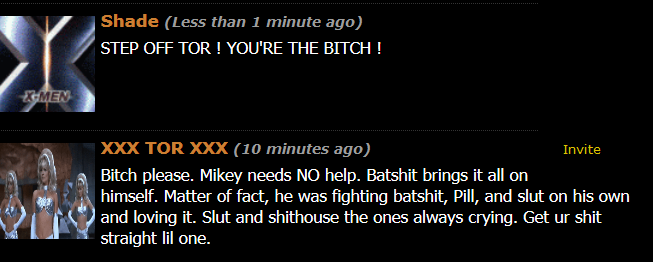 Shade (Less than 1 minute ago)
STEP OFF TOR ! YOU'RE THE BITCH !
X-MEN
XXX TOR XXX (10 minutes ago) Invite
Bitch please. Mikey needs NO help. Batshit brings it all on
himself. Matter of fact, he was fighting batshit, Pill, and slut on his own
and loving it. Slut and shithouse the ones always crying. Get ur shit
straight lil one.